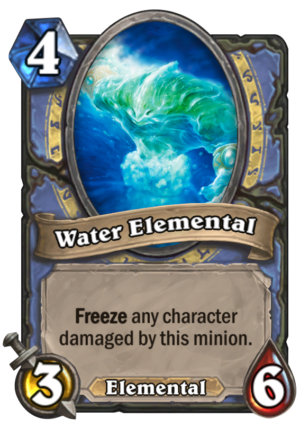 4
Water Elemental
Freeze any character
damaged by this minion.
3
Elemental
6